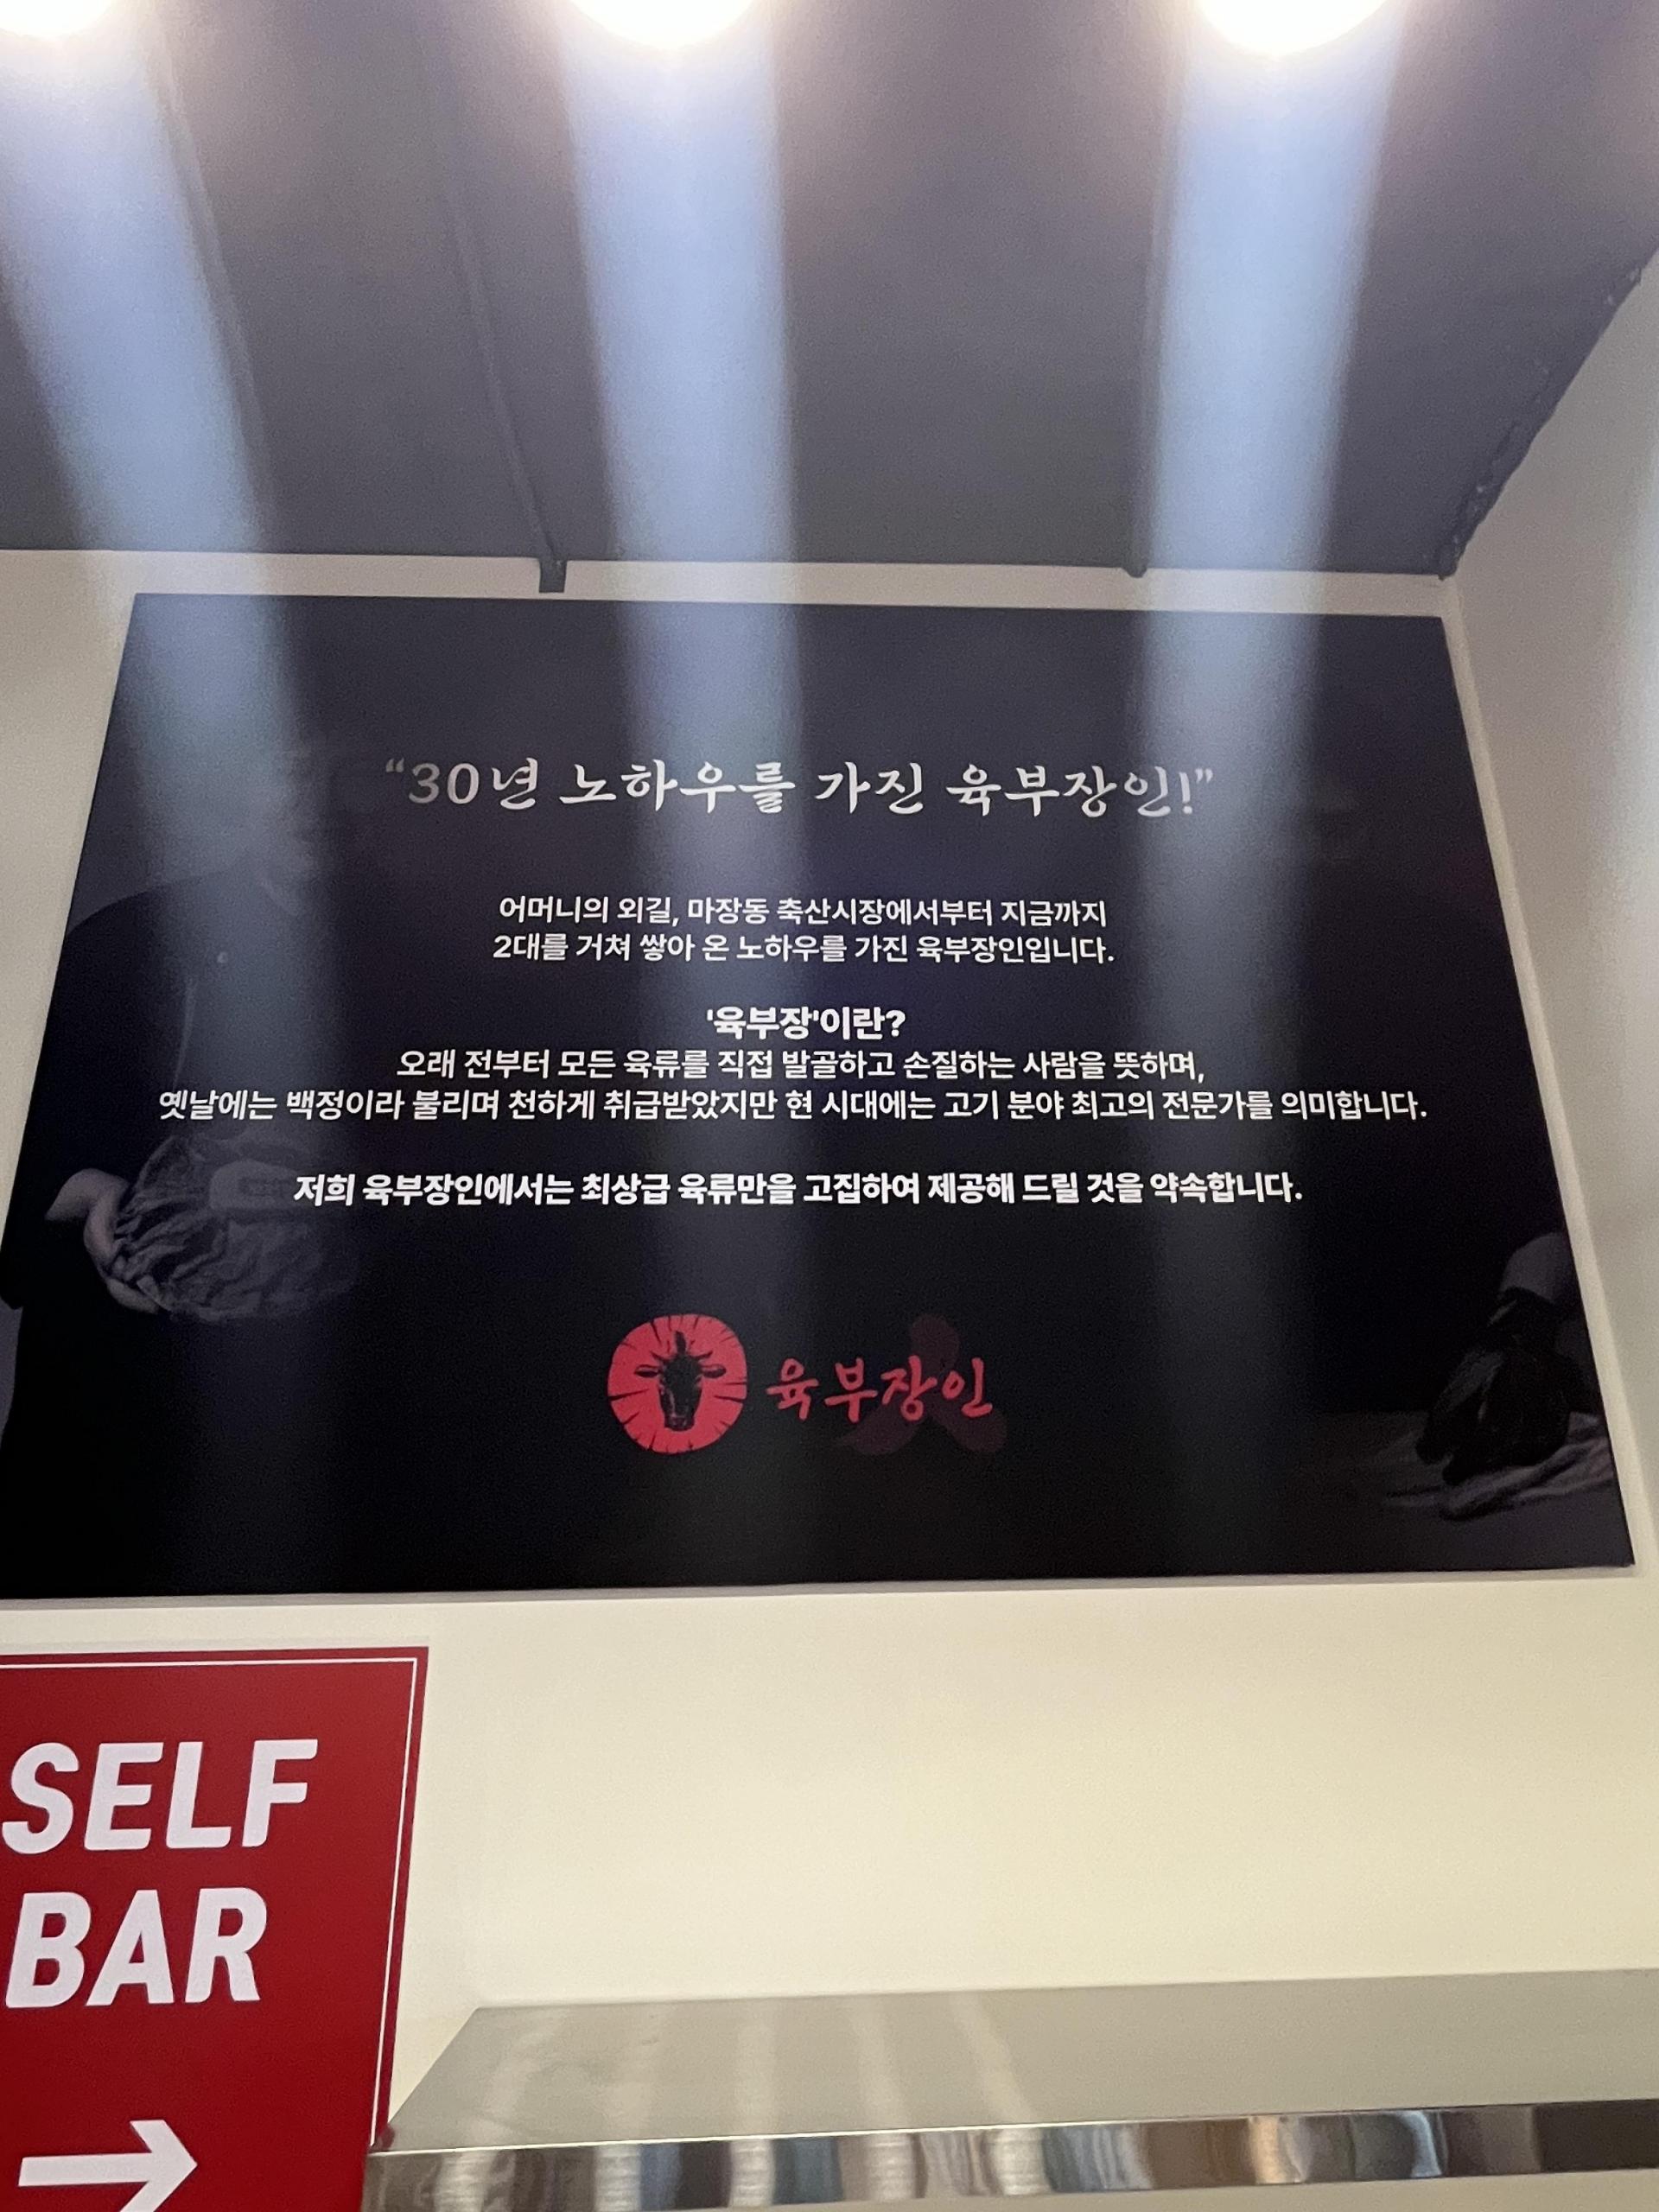 “30년 노하우를 가진 육부장인!”
어머니의 외길, 마장동 축산시장에서부터 지금까지
2대를 거쳐 쌓아 온 노하우를 가진 육부장인입니다.
'육부장'이란?
오래 전부터 모든 육류를 직접 발골하고 손질하는 사람을 뜻하며,
옛날에는 백정이라 불리며 천하게 취급받았지만 현 시대에는 고기 분야 최고의 전문가를 의미합니다.
저희 육부장인에서는 최상급 육류만을 고집하여 제공해 드릴 것을 약속합니다.
육부장인
SELF
BAR
→